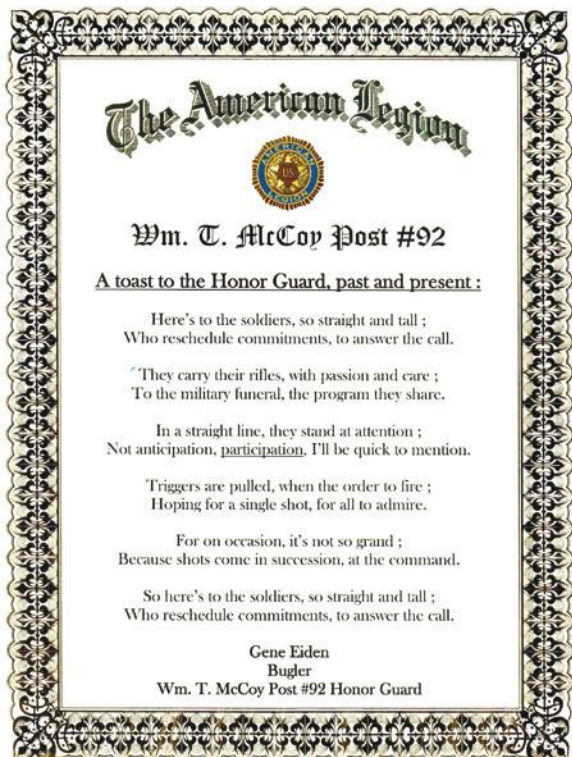 The American Legion
AMERICAN
U.S.
LEGION
Wm. T. McCoy Post #92
A toast to the Honor Guard, past and present :
Here's to the soldiers, so straight and tall ;
Who reschedule commitments, to answer the call.
They carry their rifles, with passion and care ;
To the military funeral, the program they share.
In a straight line, they stand at attention ;
Not anticipation, participation, I'll be quick to mention.
Triggers are pulled, when the order to fire ;
Hoping for a single shot, for all to admire.
For on occasion, it's not so grand ;
Because shots come in succession, at the command.
So here's to the soldiers, so straight and tall ;
Who reschedule commitments, to answer the call.
Gene Eiden
Bugler
Wm. T. McCoy Post #92 Honor Guard